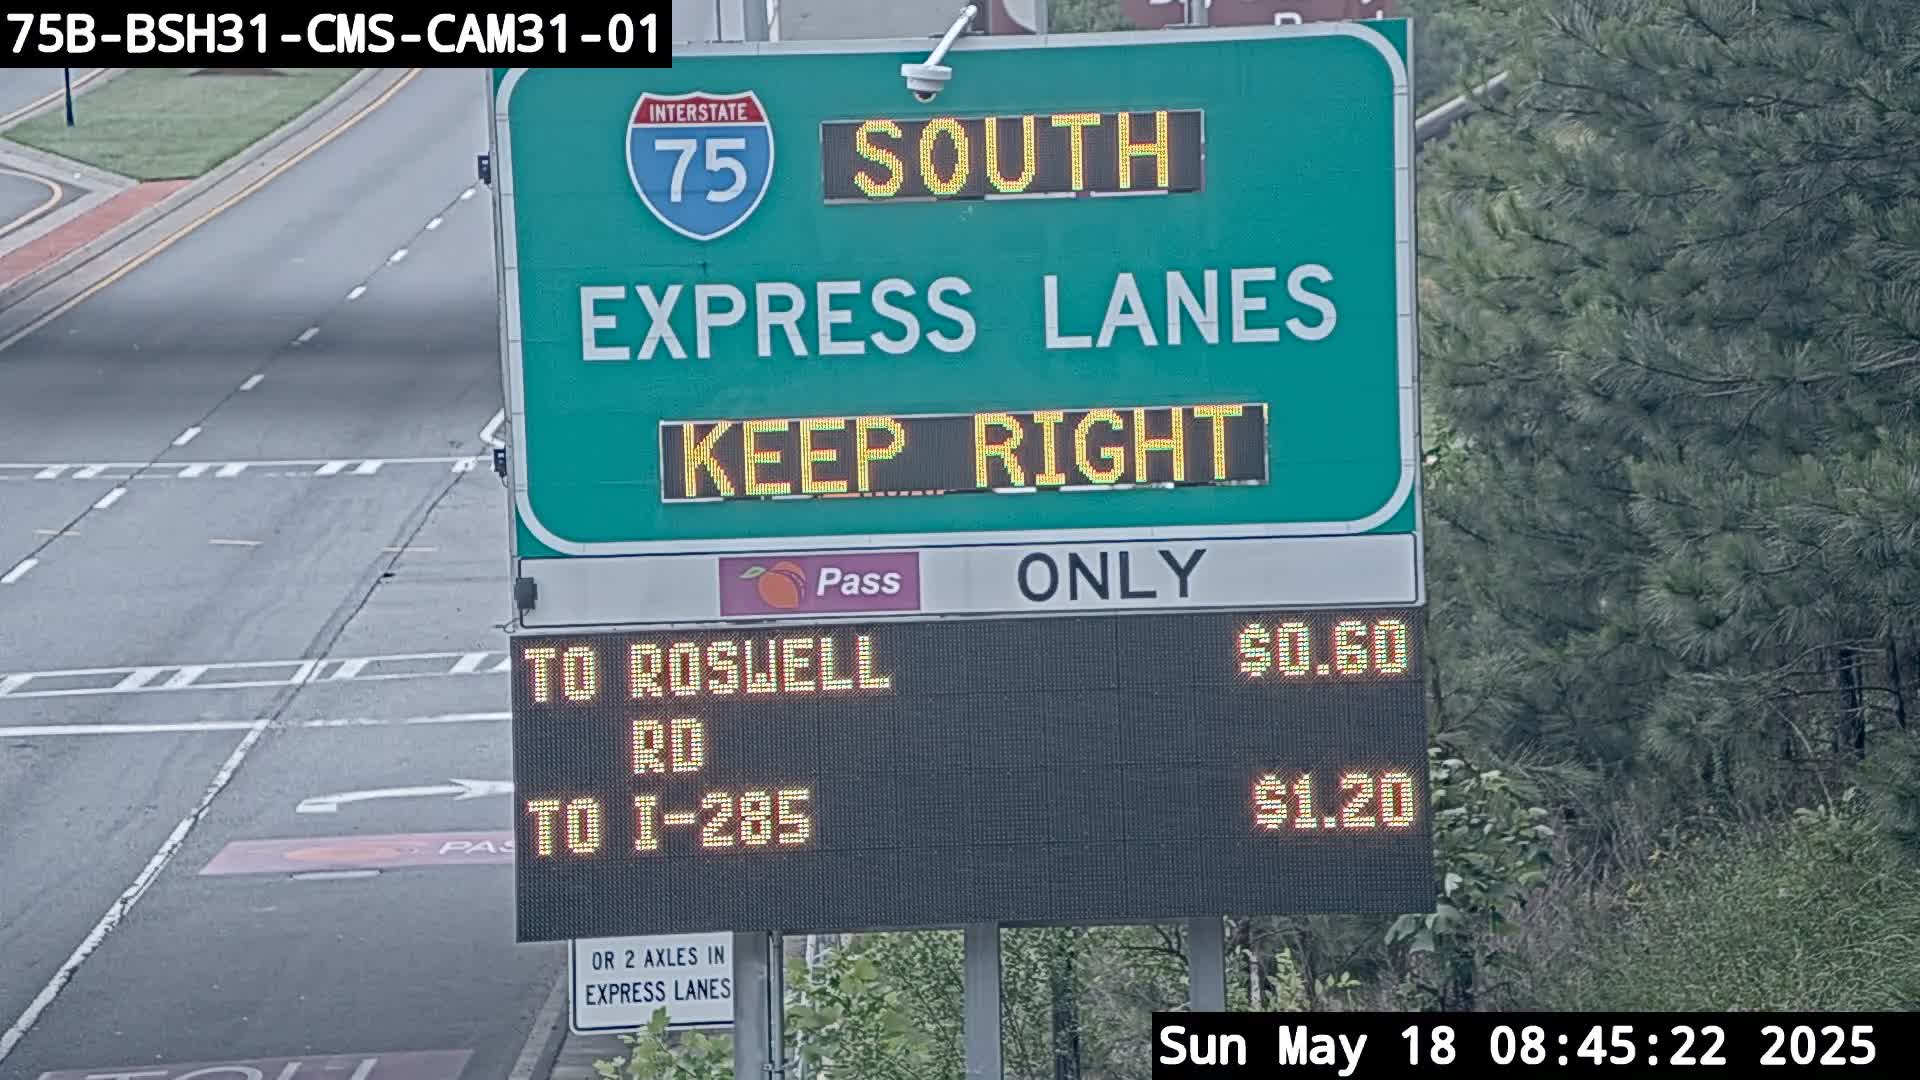 75B-BSH31-CMS-CAM31-01
INTERSTATE
75
SOUTH
EXPRESS LANES
KEEP RIGHT
Pass ONLY
TO ROSWELL $0.60
RD
TO I-285 $1.20
OR 2 AXLES IN
EXPRESS LANES
Sun May 18 08:45:22 2025